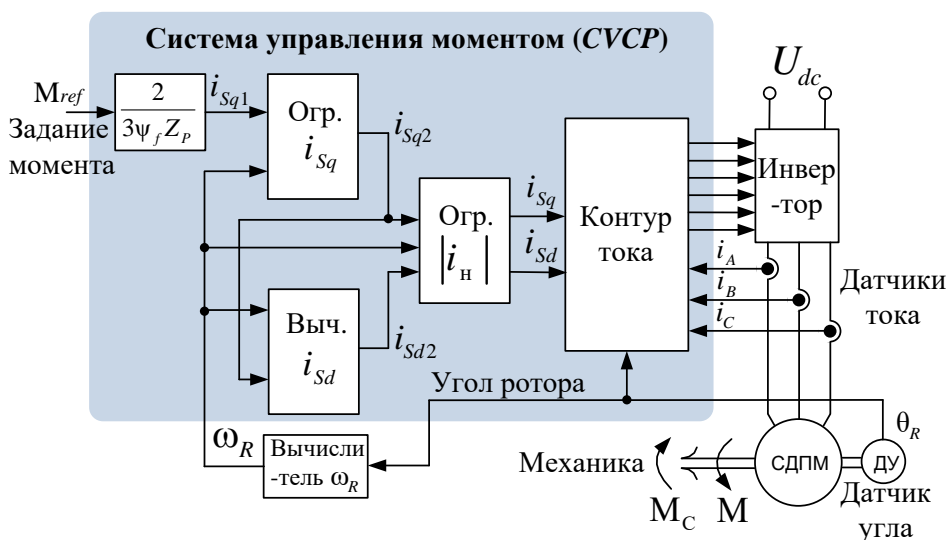 Система управления моментом (CVCP)
U_dc
M_ref
Задание
момента
2
3ψ_f Z_P
i_Sq1
Огр.
i_Sq
i_Sq2
Огр.
|i_н|
i_Sq
i_Sd
Контур
тока
Инвер
-тор
i_A
i_B
i_C
Датчики
тока
Выч.
i_Sd
i_Sd2
Угол ротора
ω_R
Вычисли
-тель ω_R
θ_R
Механика
СДПМ
ДУ
M_C
M
Датчик
угла